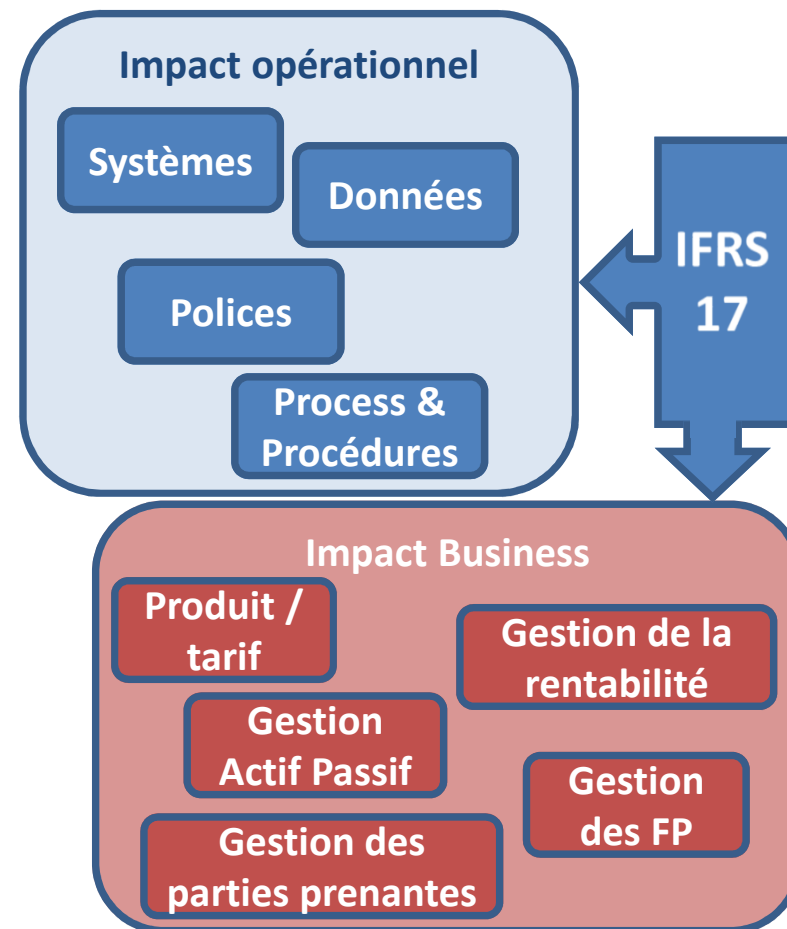 Impact opérationnel
Systèmes
Données
Polices
Process &
Procédures
IFRS
17
Impact Business
Produit /
tarif
Gestion de la
rentabilité
Gestion
Actif Passif
Gestion
des FP
Gestion des
parties prenantes